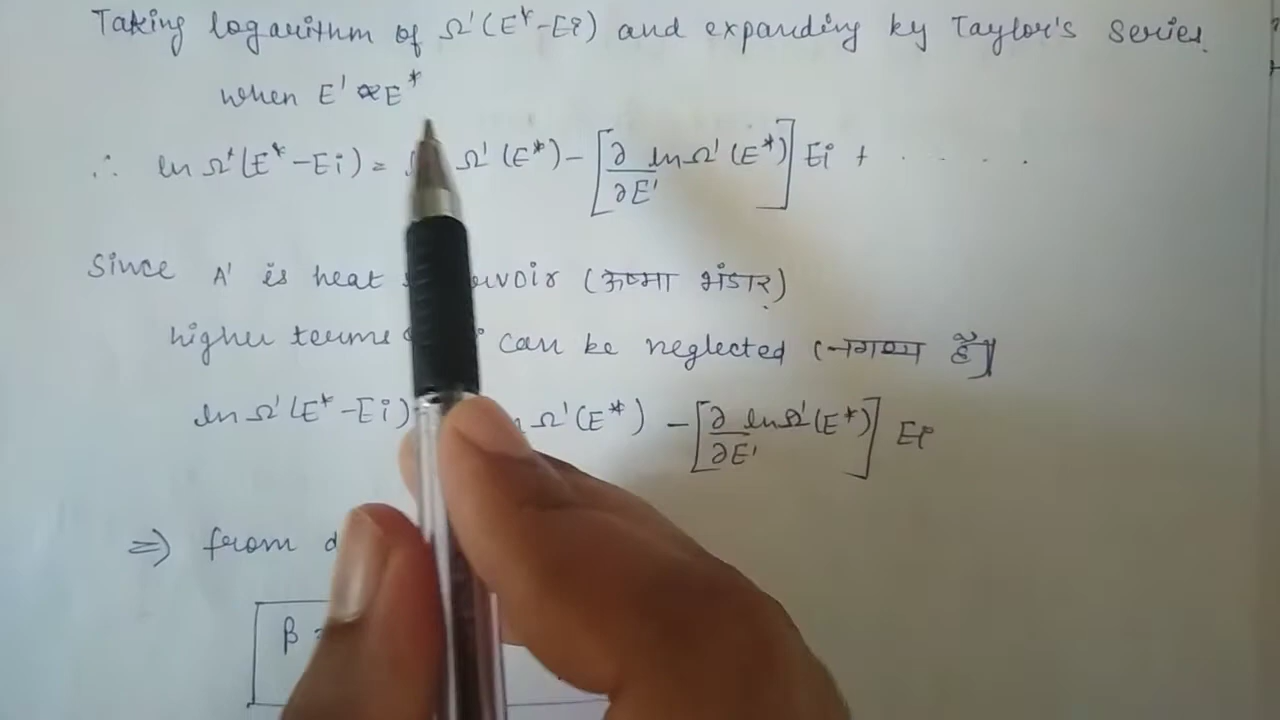 Taking logarithm of Ω'(E*-Ei) and expanding by Taylor's Series.
when E' ≈ E*
∴ ln Ω'(E*-Ei) = Ω'(E*) - [∂/∂E' ln Ω'(E*)] Ei + . . . .
Since A' is heat (ऊष्मा भंडार)
higher terms can be neglected (नगण्य है)
ln Ω'(E*-Ei) Ω'(E*) - [∂/∂E' ln Ω'(E*)] Ei
⇒ from
β =